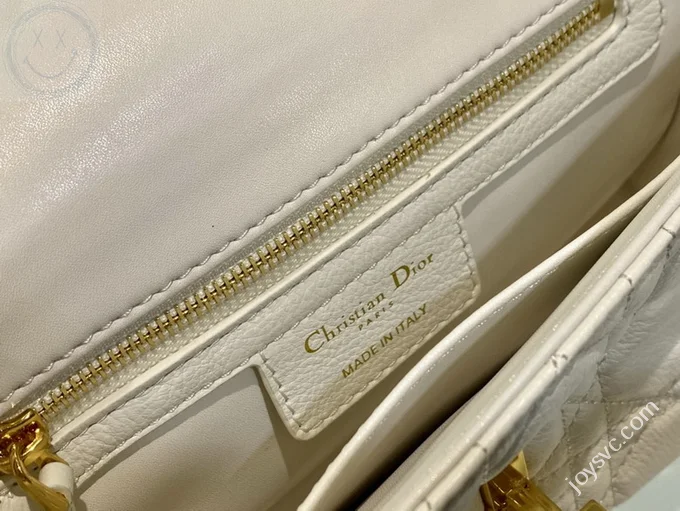 Christian Dior
PARIS
MADE IN ITALY
joysvc.com